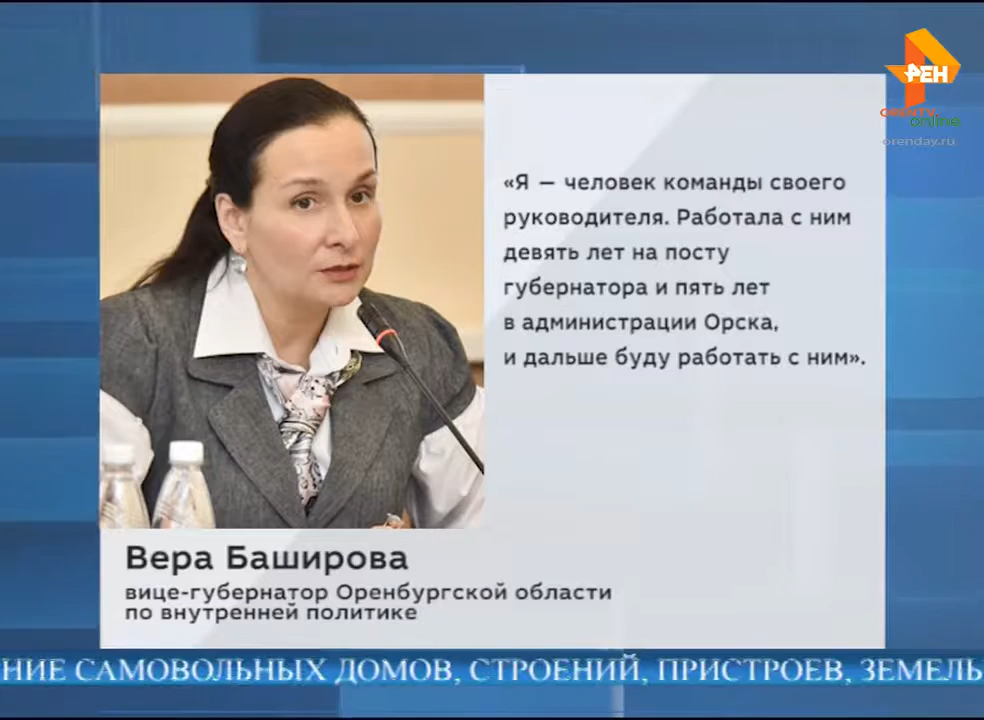 РЕН
ORENTV.
online
orenday.ru
«Я — человек команды своего
руководителя. Работала с ним
девять лет на посту
губернатора и пять лет
в администрации Орска,
и дальше буду работать с ним».
Вера Баширова
вице-губернатор Оренбургской области
по внутренней политике
НИЕ САМОВОЛЬНЫХ ДОМОВ, СТРОЕНИЙ, ПРИСТРОЕВ, ЗЕМЕЛЬ